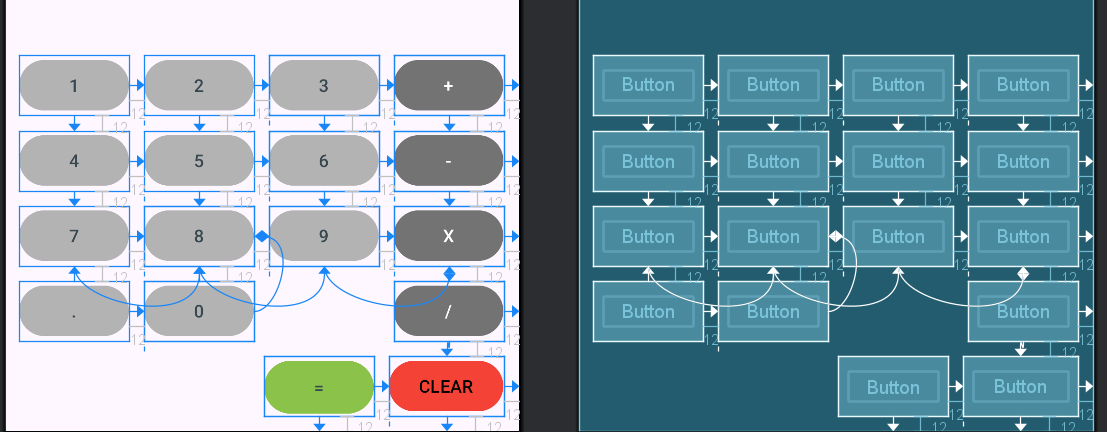 1 2 3 + Button Button Button Button
12 12 12 12 12 12 12 12
4 5 6 - Button Button Button Button
12 12 12 12 12 12 12 12
7 8 9 X Button Button Button Button
12 12 12 12 12 12
. 0 / Button Button Button
12 12 12 12
= CLEAR Button Button
12 12 12 12